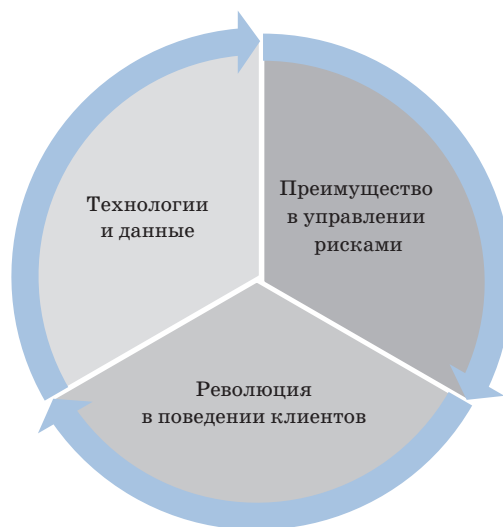 Технологии
и данные
Преимущество
в управлении
рисками
Революция
в поведении клиентов